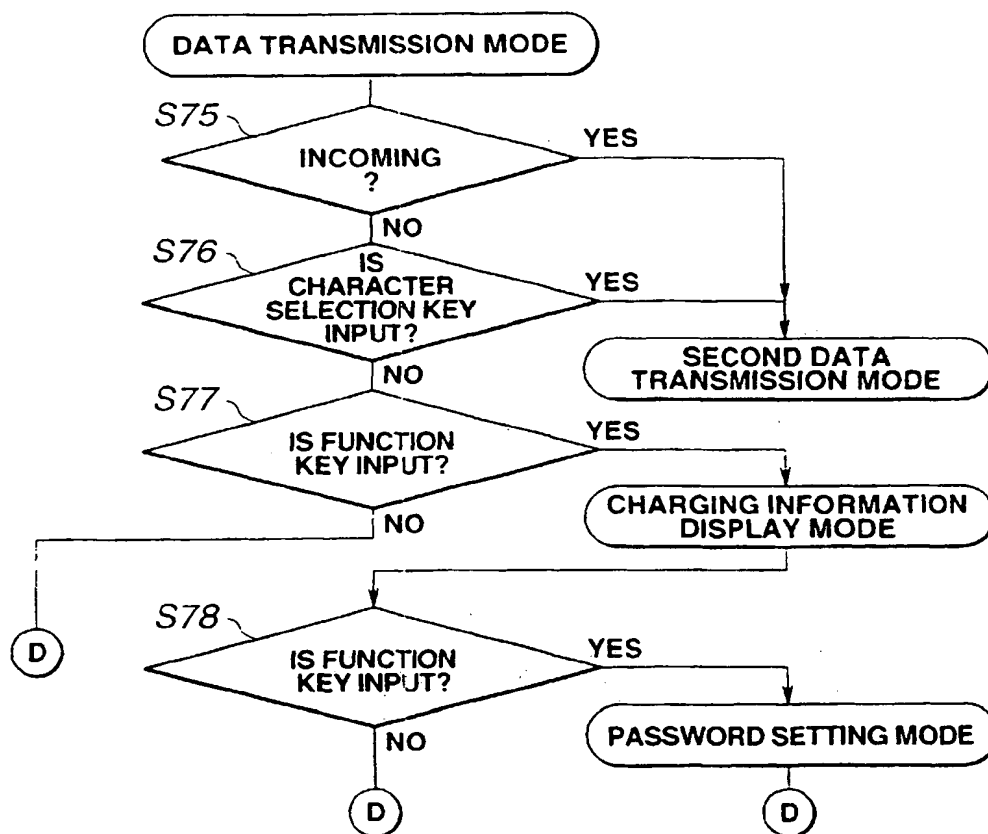 DATA TRANSMISSION MODE
S75
YES
INCOMING
?
NO
S76
IS
CHARACTER
SELECTION KEY
INPUT?
YES
NO
SECOND DATA
TRANSMISSION MODE
S77
IS FUNCTION
KEY INPUT?
YES
NO
CHARGING INFORMATION
DISPLAY MODE
D
S78
IS FUNCTION
KEY INPUT?
YES
NO
PASSWORD SETTING MODE
D
D